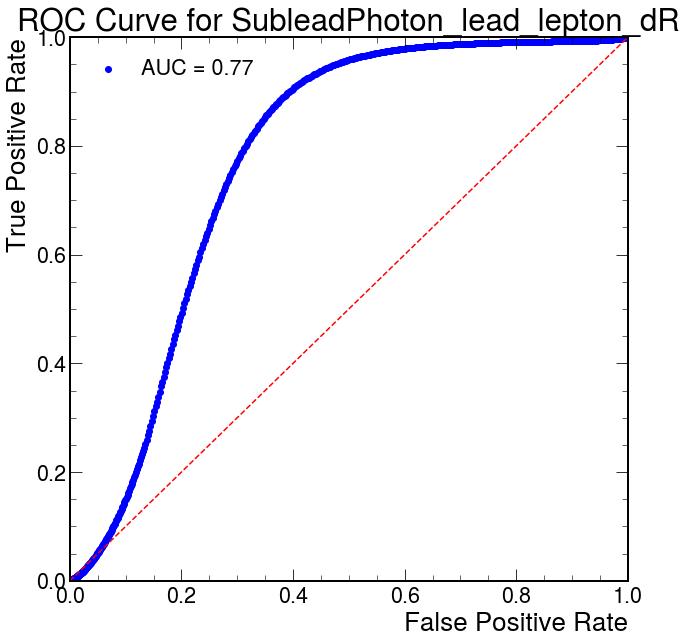 ROC Curve for SubleadPhoton_lead_lepton_dR
True Positive Rate
AUC = 0.77
1.0
0.8
0.6
0.4
0.2
0.0
0.0 0.2 0.4 0.6 0.8 1.0
False Positive Rate